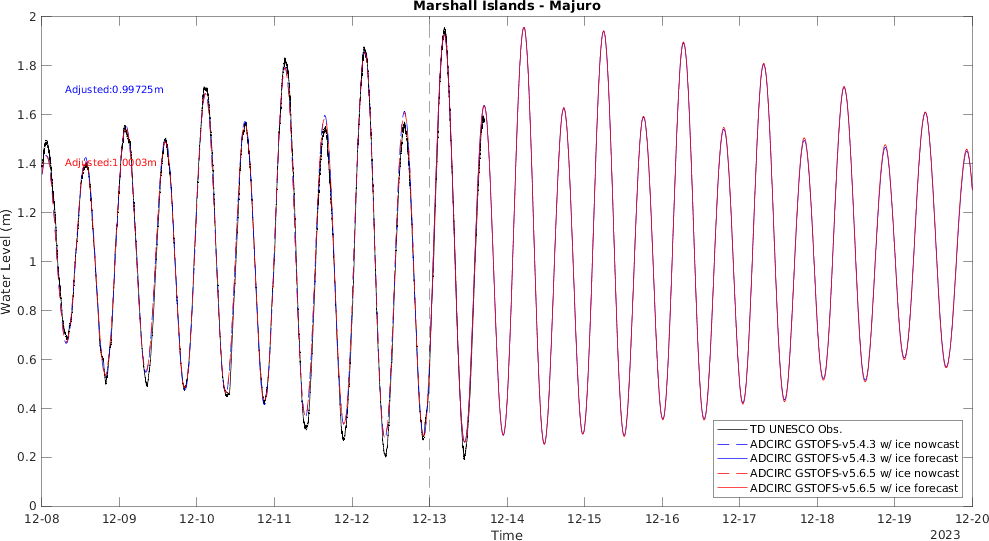 Marshall Islands - Majuro
2
1.8
1.6
1.4
1.2
1
0.8
0.6
0.4
0.2
0
Water Level (m)
Adjusted:0.99725m
Adjusted:1.0003m
TD UNESCO Obs.
ADCIRC GSTOFS-v5.4.3 w/ ice nowcast
ADCIRC GSTOFS-v5.4.3 w/ ice forecast
ADCIRC GSTOFS-v5.6.5 w/ ice nowcast
ADCIRC GSTOFS-v5.6.5 w/ ice forecast
12-08 12-09 12-10 12-11 12-12 12-13 12-14 12-15 12-16 12-17 12-18 12-19 12-20
Time
2023